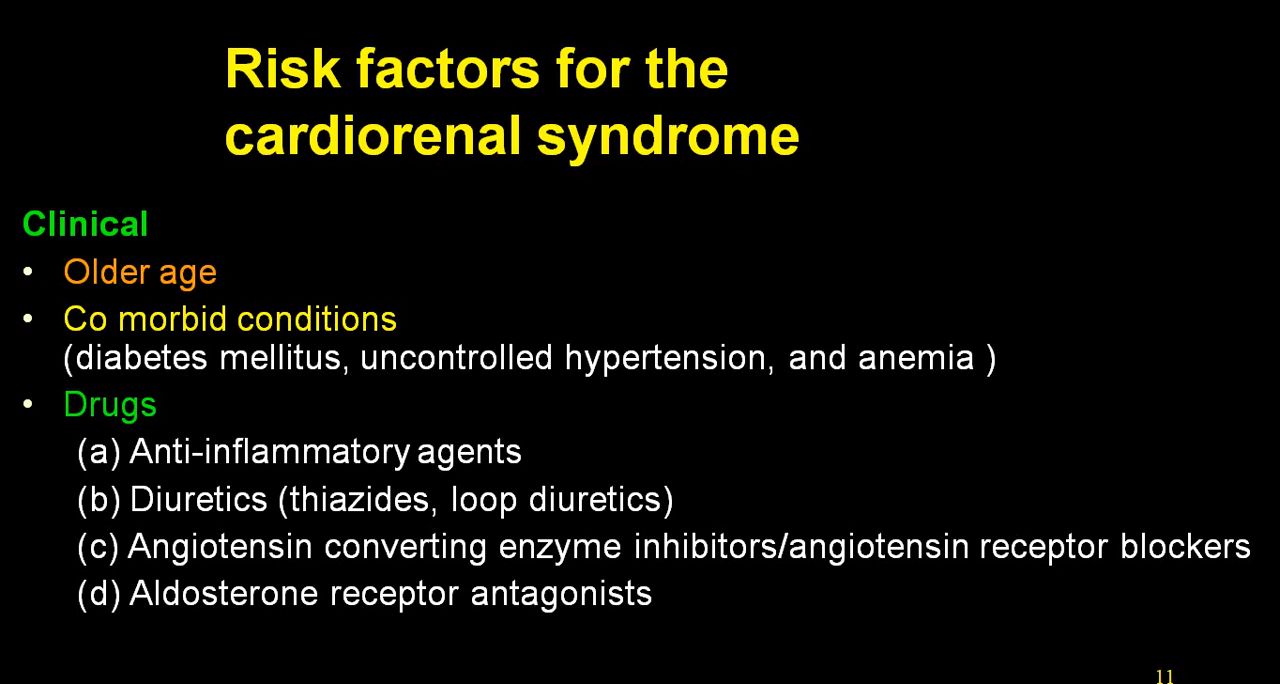 Risk factors for the
cardiorenal syndrome
Clinical
• Older age
• Co morbid conditions
(diabetes mellitus, uncontrolled hypertension, and anemia )
• Drugs
(a) Anti-inflammatory agents
(b) Diuretics (thiazides, loop diuretics)
(c) Angiotensin converting enzyme inhibitors/angiotensin receptor blockers
(d) Aldosterone receptor antagonists
11